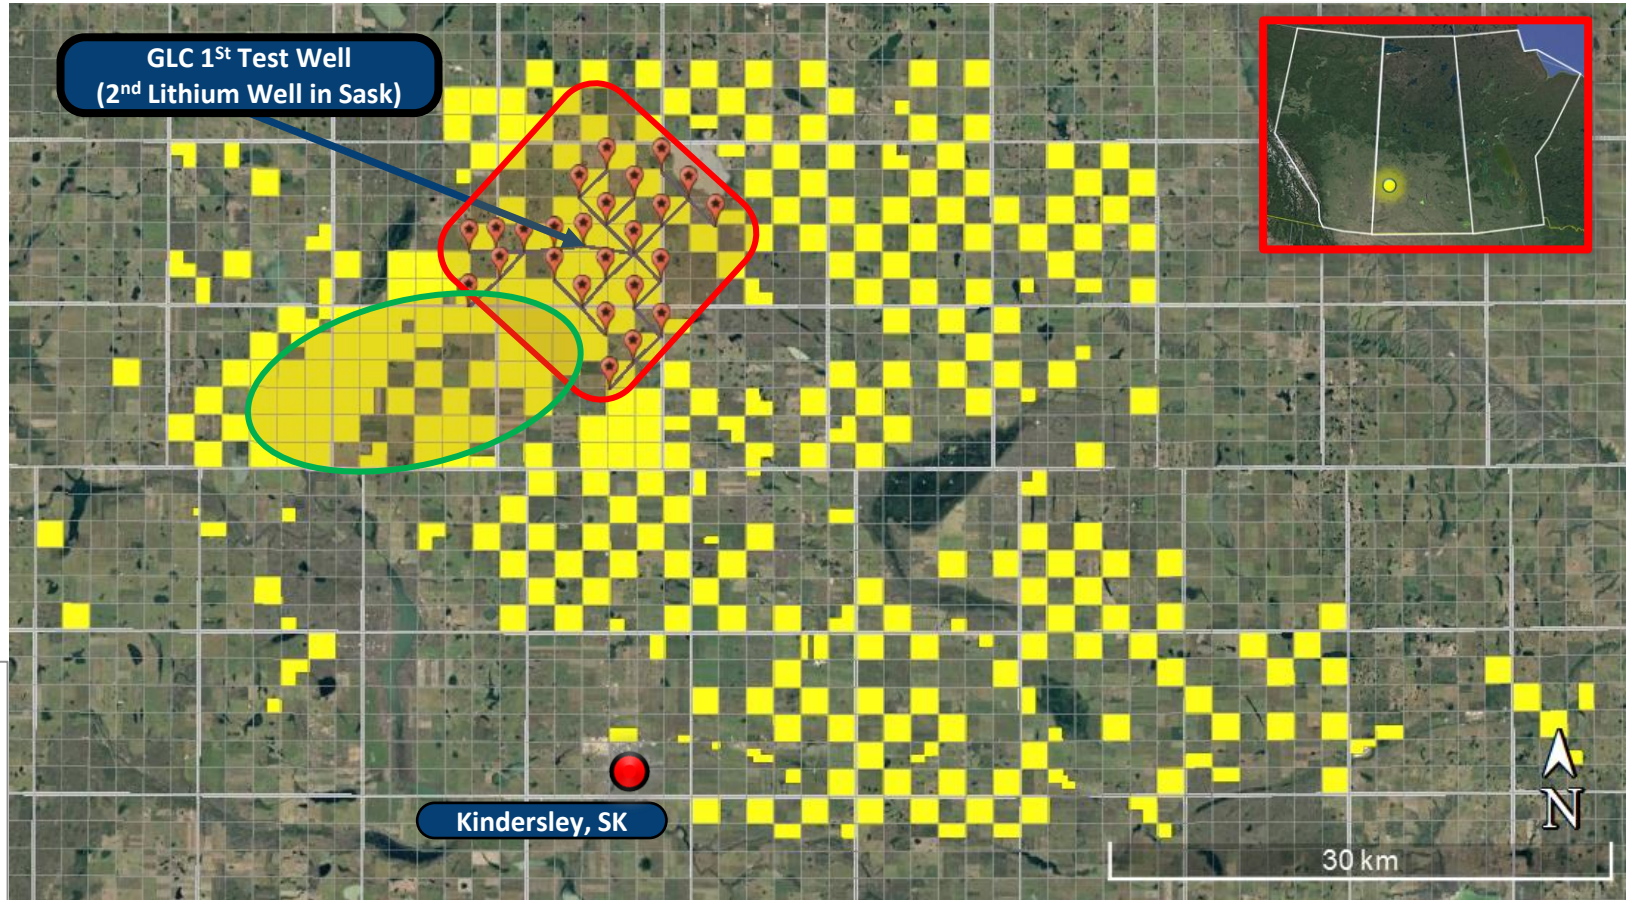 GLC 1St Test Well
(2nd Lithium Well in Sask)
Kindersley, SK
N
30 km